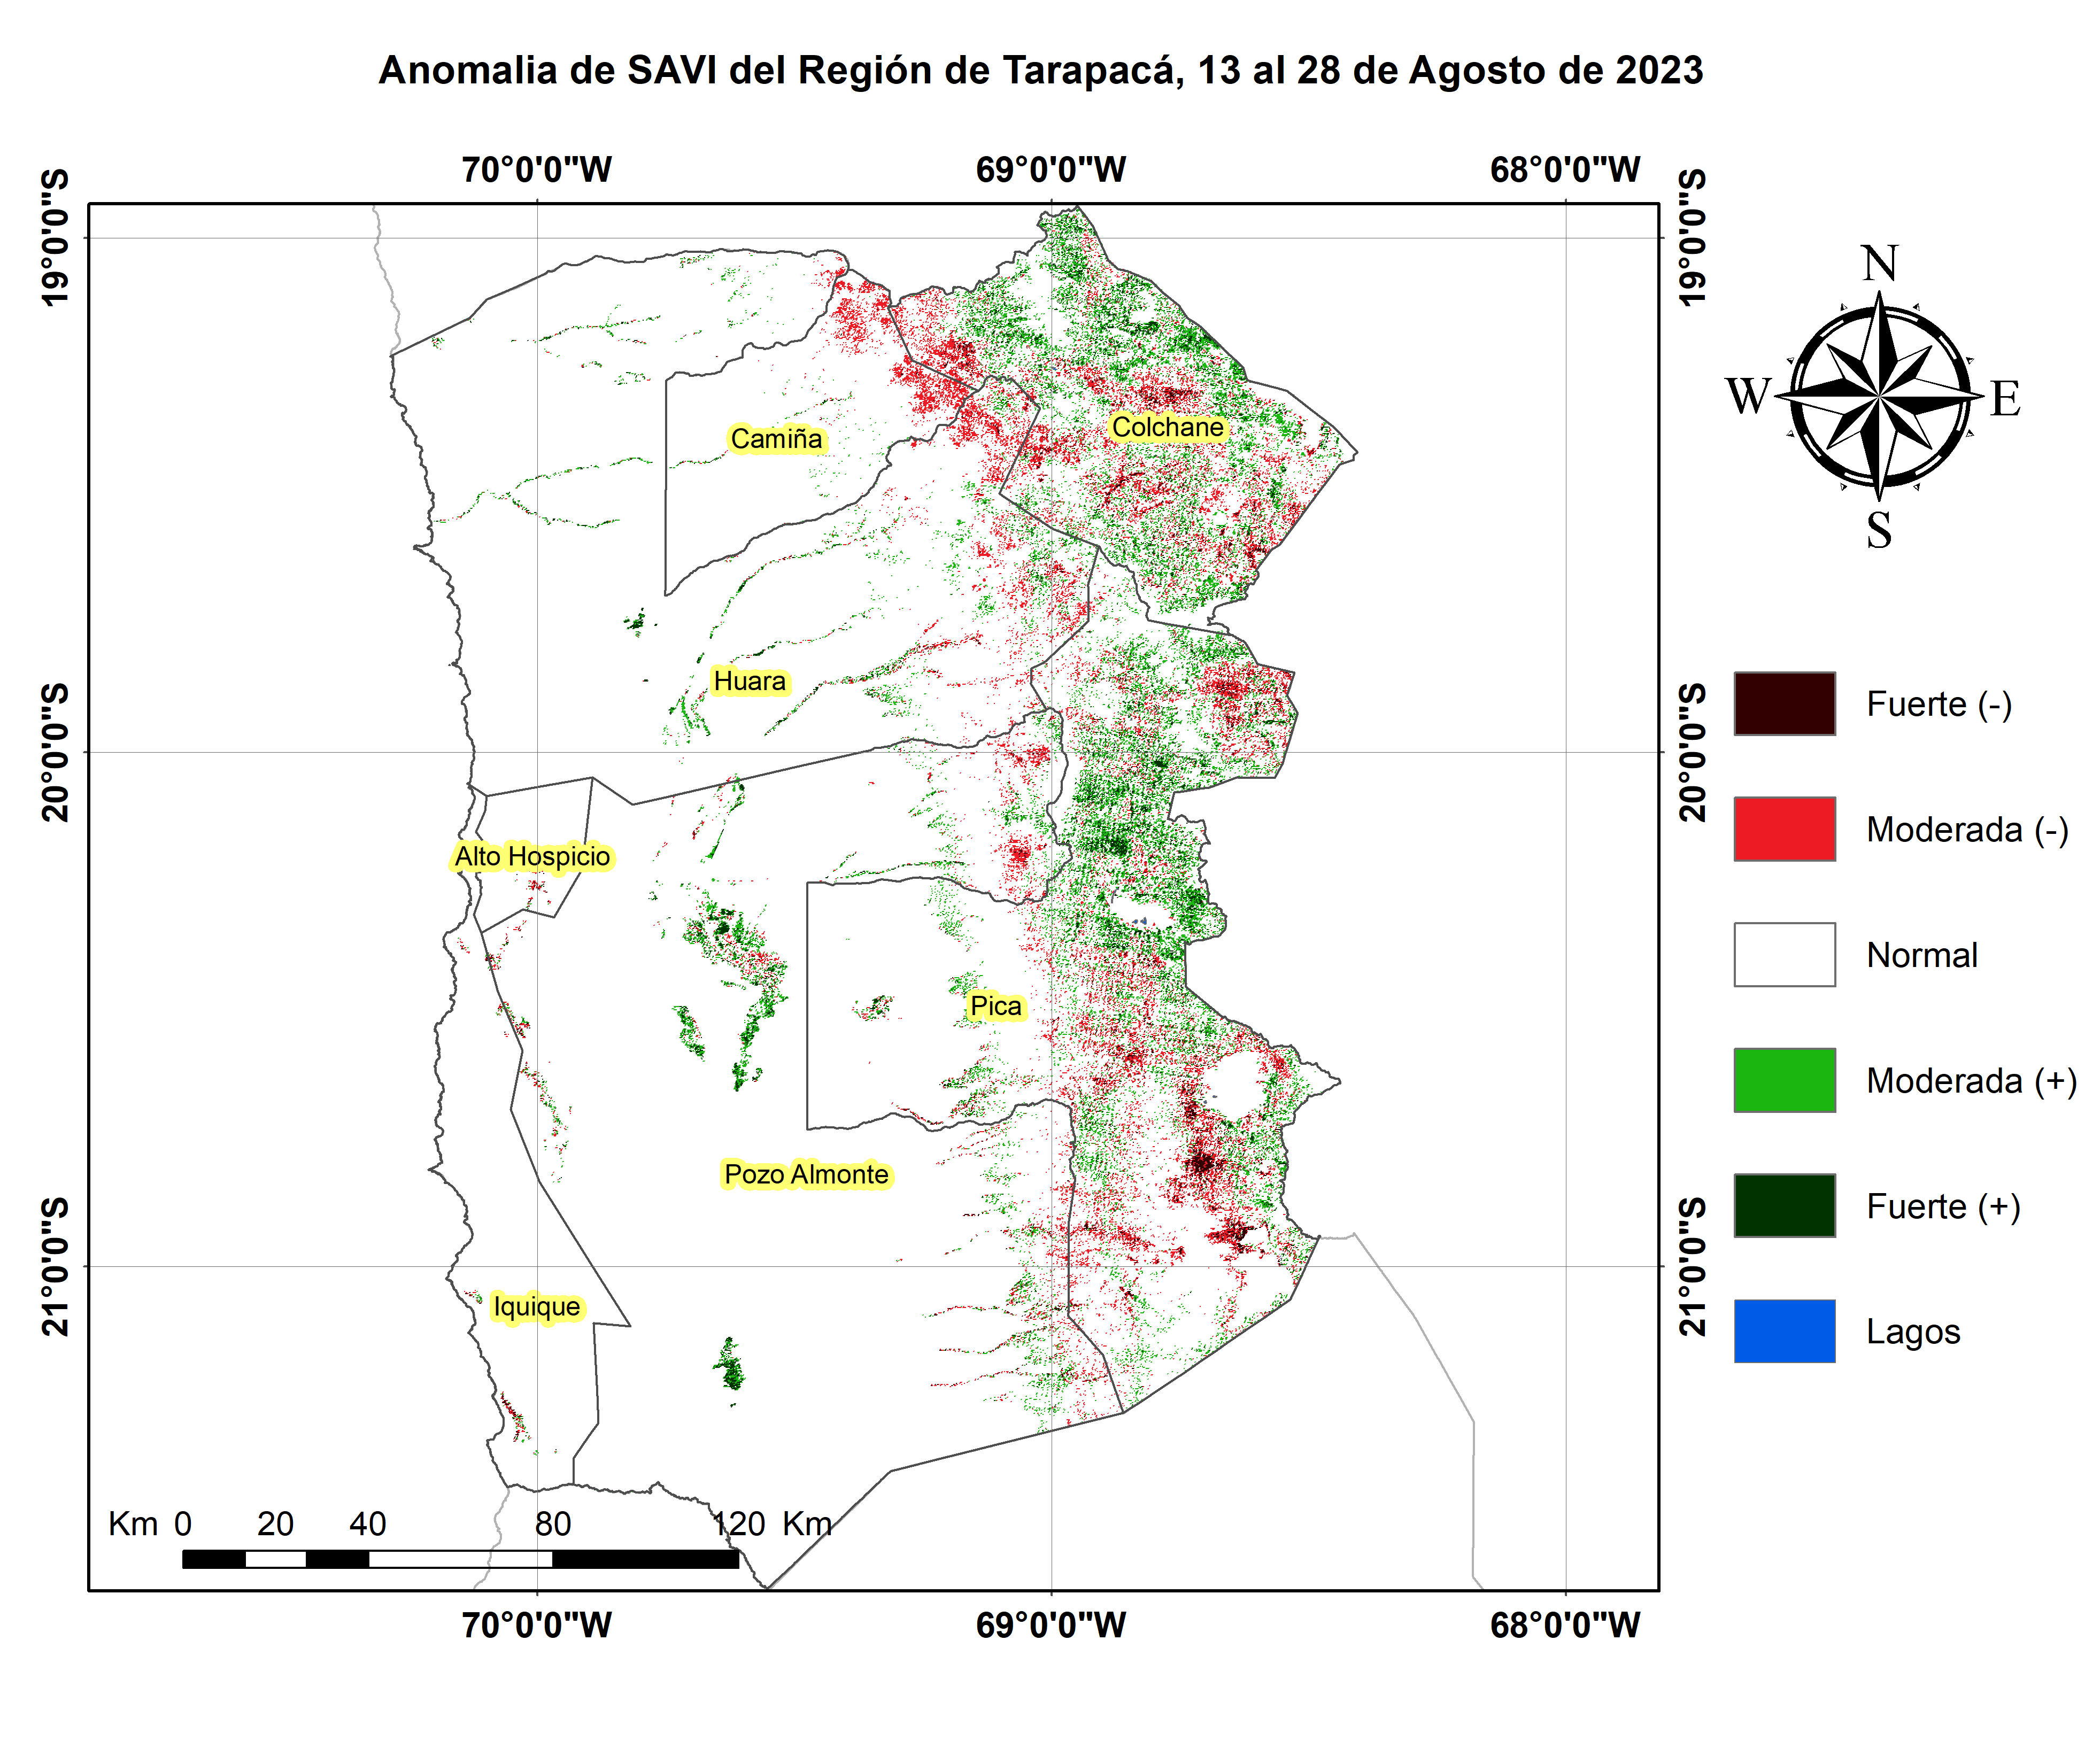 Anomalia de SAVI del Región de Tarapacá, 13 al 28 de Agosto de 2023
70°0'0"W 69°0'0"W 68°0'0"W
19°0'0"S 19°0'0"S
N
W E
S
Camiña
Colchane
Huara
20°0'0"S 20°0'0"S
Alto Hospicio
Pica
Pozo Almonte
21°0'0"S 21°0'0"S
Iquique
Fuerte (-)
Moderada (-)
Normal
Moderada (+)
Fuerte (+)
Lagos
Km 0 20 40 80 120 Km
70°0'0"W 69°0'0"W 68°0'0"W